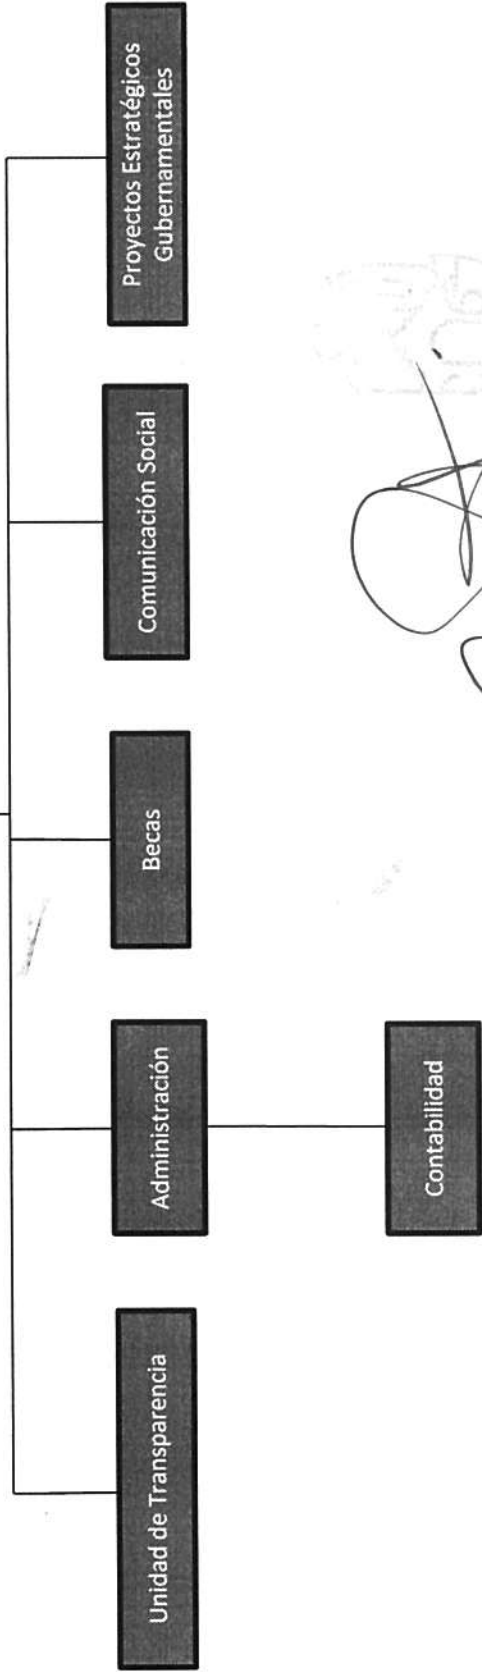 Unidad de Transparencia
Administración
Becas
Comunicación Social
Proyectos Estratégicos
Gubernamentales
Contabilidad